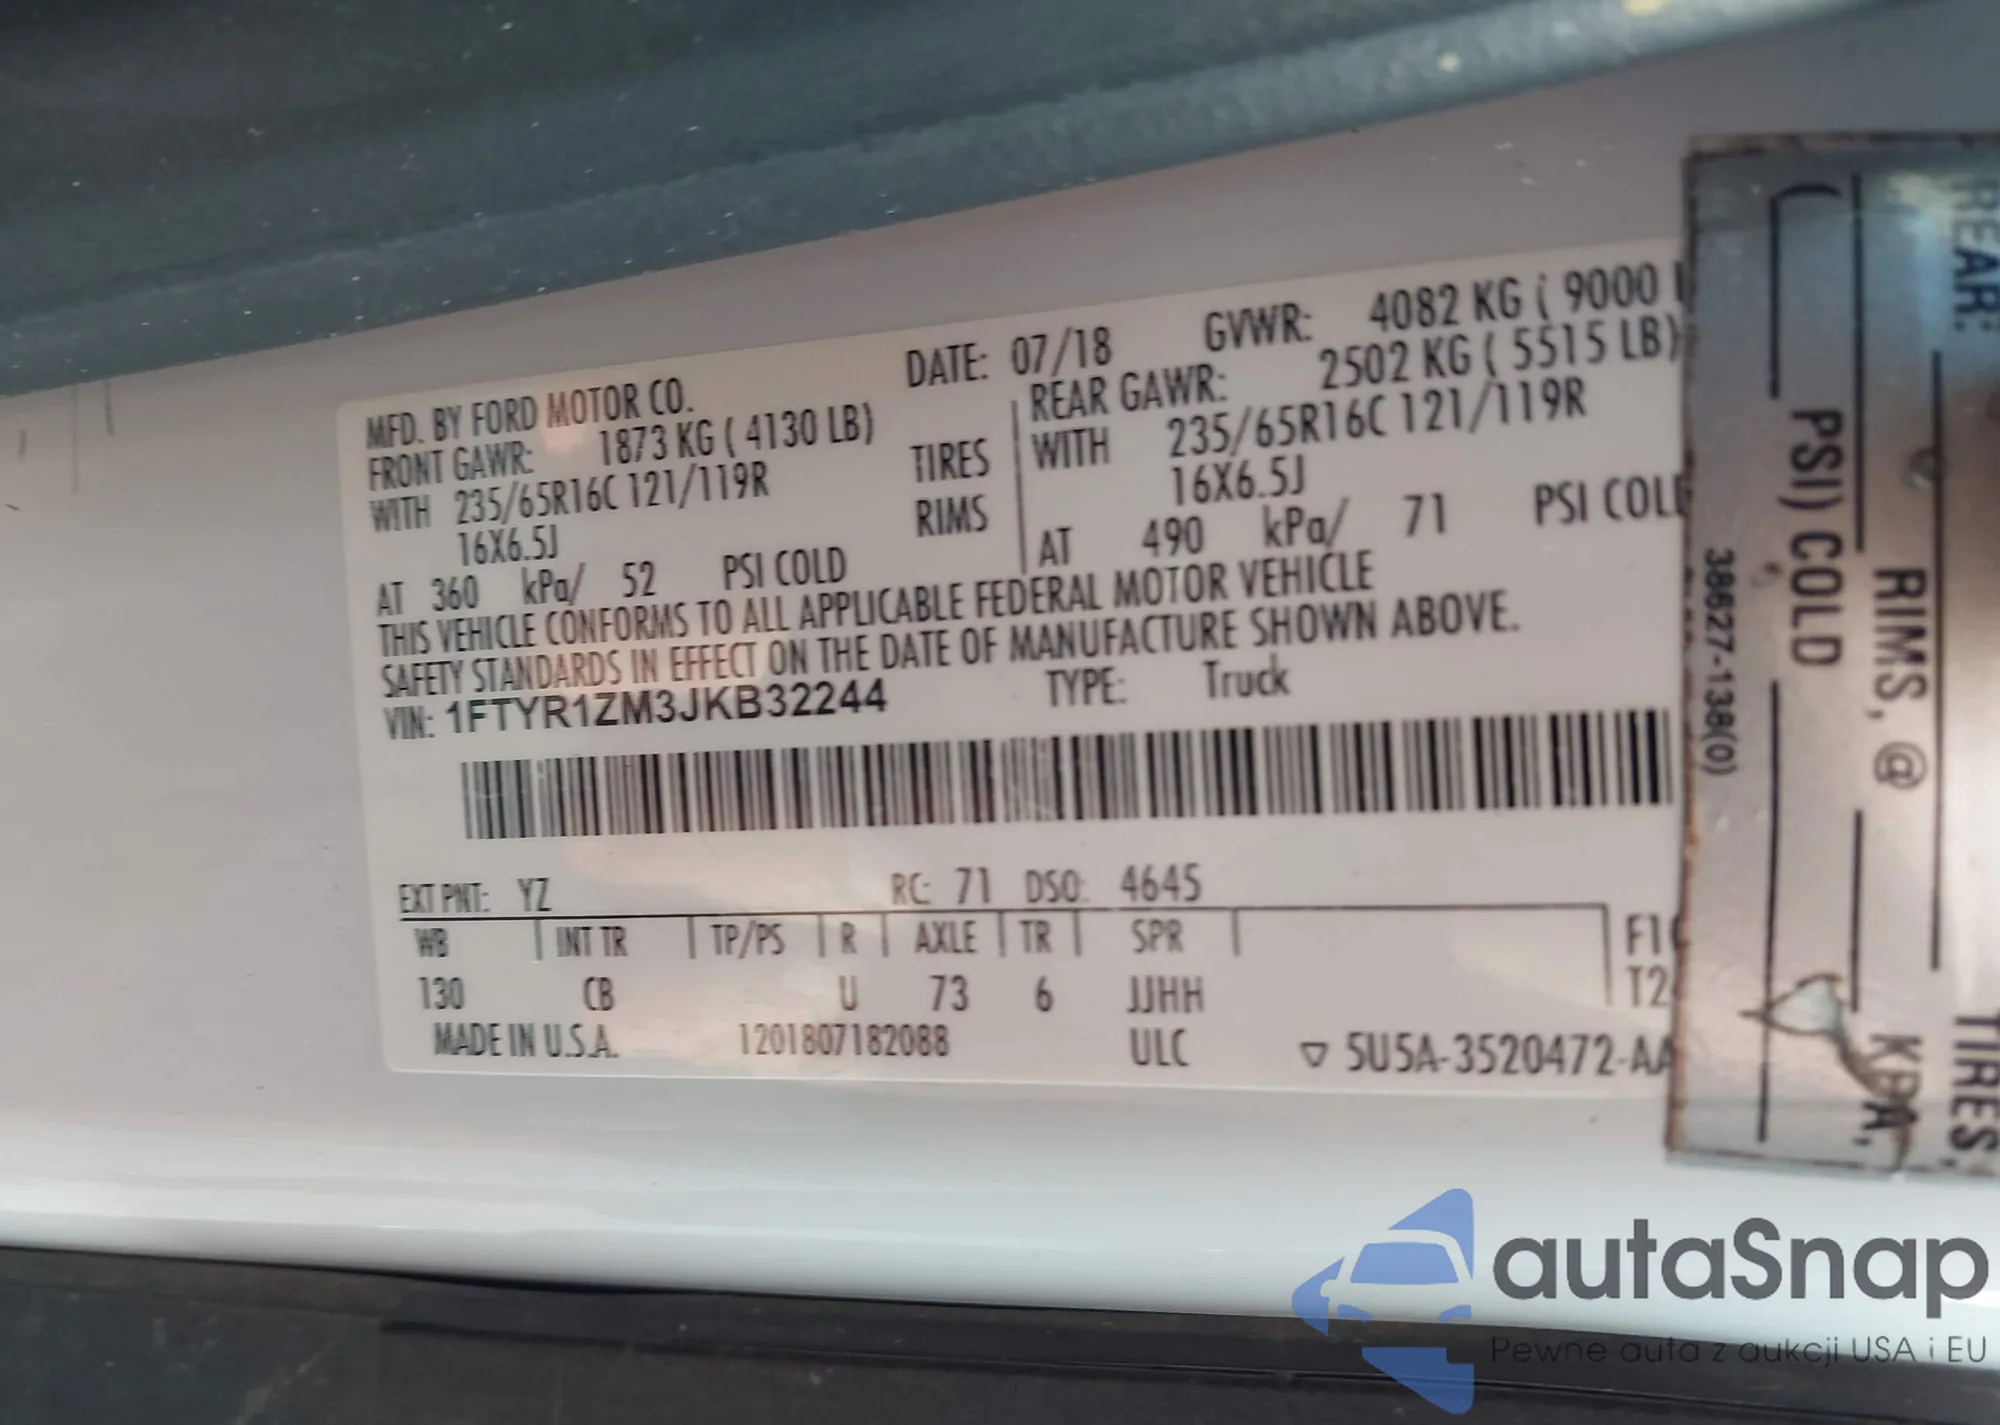 MFD. BY FORD MOTOR CO. DATE: 07/18 GVWR: 4082 KG ( 9000
FRONT GAWR: 1873 KG ( 4130 LB) REAR GAWR: 2502 KG ( 5515 LB)
WITH 235/65R16C 121/119R TIRES WITH 235/65R16C 121/119R
16X6.5J RIMS 16X6.5J
AT 360 kPa/ 52 PSI COLD AT 490 kPa/ 71 PSI COLD
THIS VEHICLE CONFORMS TO ALL APPLICABLE FEDERAL MOTOR VEHICLE
SAFETY STANDARDS IN EFFECT ON THE DATE OF MANUFACTURE SHOWN ABOVE.
VIN: 1FTYR1ZM3JKB32244 TYPE: Truck
EXT PNT: YZ RC: 71 DSO: 4645
WB INT TR TP/PS R AXLE TR SPR
130 CB U 73 6 JJHH
MADE IN U.S.A. 1201807182088 ULC ▽ 5U5A-3520472-AA
F1
T2
REAR: TIRES,
RIMS, @ KPA,
( PSI) COLD
38627-138(0)
autaSnap
Pewne auta z aukcji USA i EU